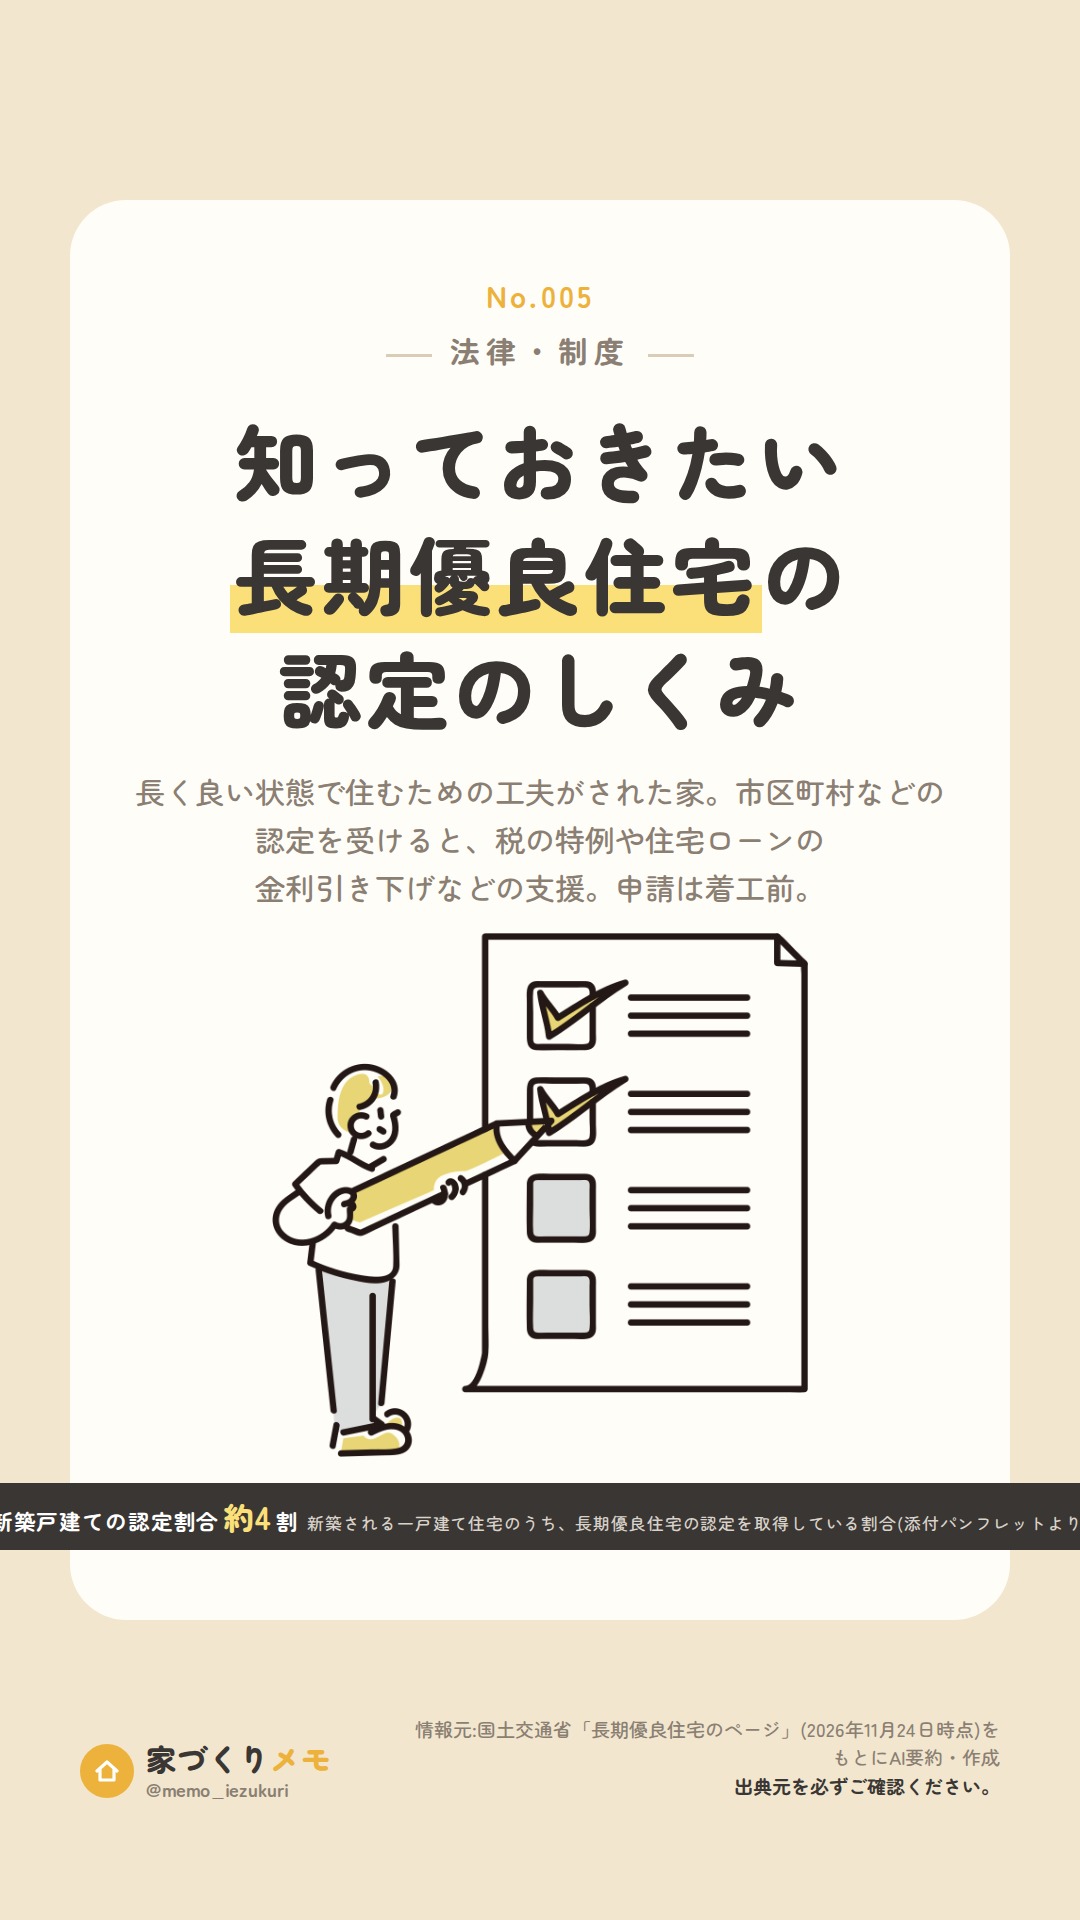 No.005
法律・制度
知っておきたい
長期優良住宅の
認定のしくみ
長く良い状態で住むための工夫がされた家。市区町村などの
認定を受けると、税の特例や住宅ローンの
金利引き下げなどの支援。申請は着工前。
新築戸建ての認定割合 約4割 新築される一戸建て住宅のうち、長期優良住宅の認定を取得している割合(添付パンフレットより
家づくりメモ
@memo_iezukuri
情報元:国土交通省「長期優良住宅のページ」(2026年11月24日時点)を
もとにAI要約・作成
出典元を必ずご確認ください。